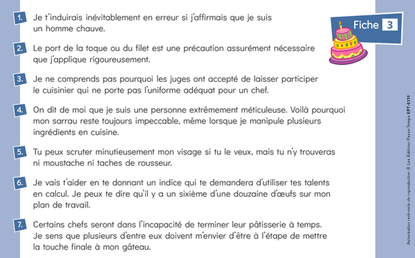 Fiche 3
1. Je t'induirais inévitablement en erreur si j'affirmais que je suis
un homme chauve.
2. Le port de la toque ou du filet est une précaution assurément nécessaire
que j'applique rigoureusement.
3. Je ne comprends pas pourquoi les juges ont accepté de laisser participer
le cuisinier qui ne porte pas l'uniforme adéquat pour un chef.
4. On dit de moi que je suis une personne extrêmement méticuleuse. Voilà pourquoi
mon sarrau reste toujours impeccable, même lorsque je manipule plusieurs
ingrédients en cuisine.
5. Tu peux scruter minutieusement mon visage si tu le veux, mais tu n'y trouveras
ni moustache ni taches de rousseur.
6. Je vais t'aider en te donnant un indice qui te demandera d'utiliser tes talents
en calcul. Je peux te dire qu'il y a un sixième d'une douzaine d'œufs sur mon
plan de travail.
7. Certains chefs seront dans l'incapacité de terminer leur pâtisserie à temps.
Je sens que plusieurs d'entre eux doivent m'envier d'être à l'étape de mettre
la touche finale à mon gâteau.
Autorisation restreinte de reproduction © Les Éditions Passe-Temps